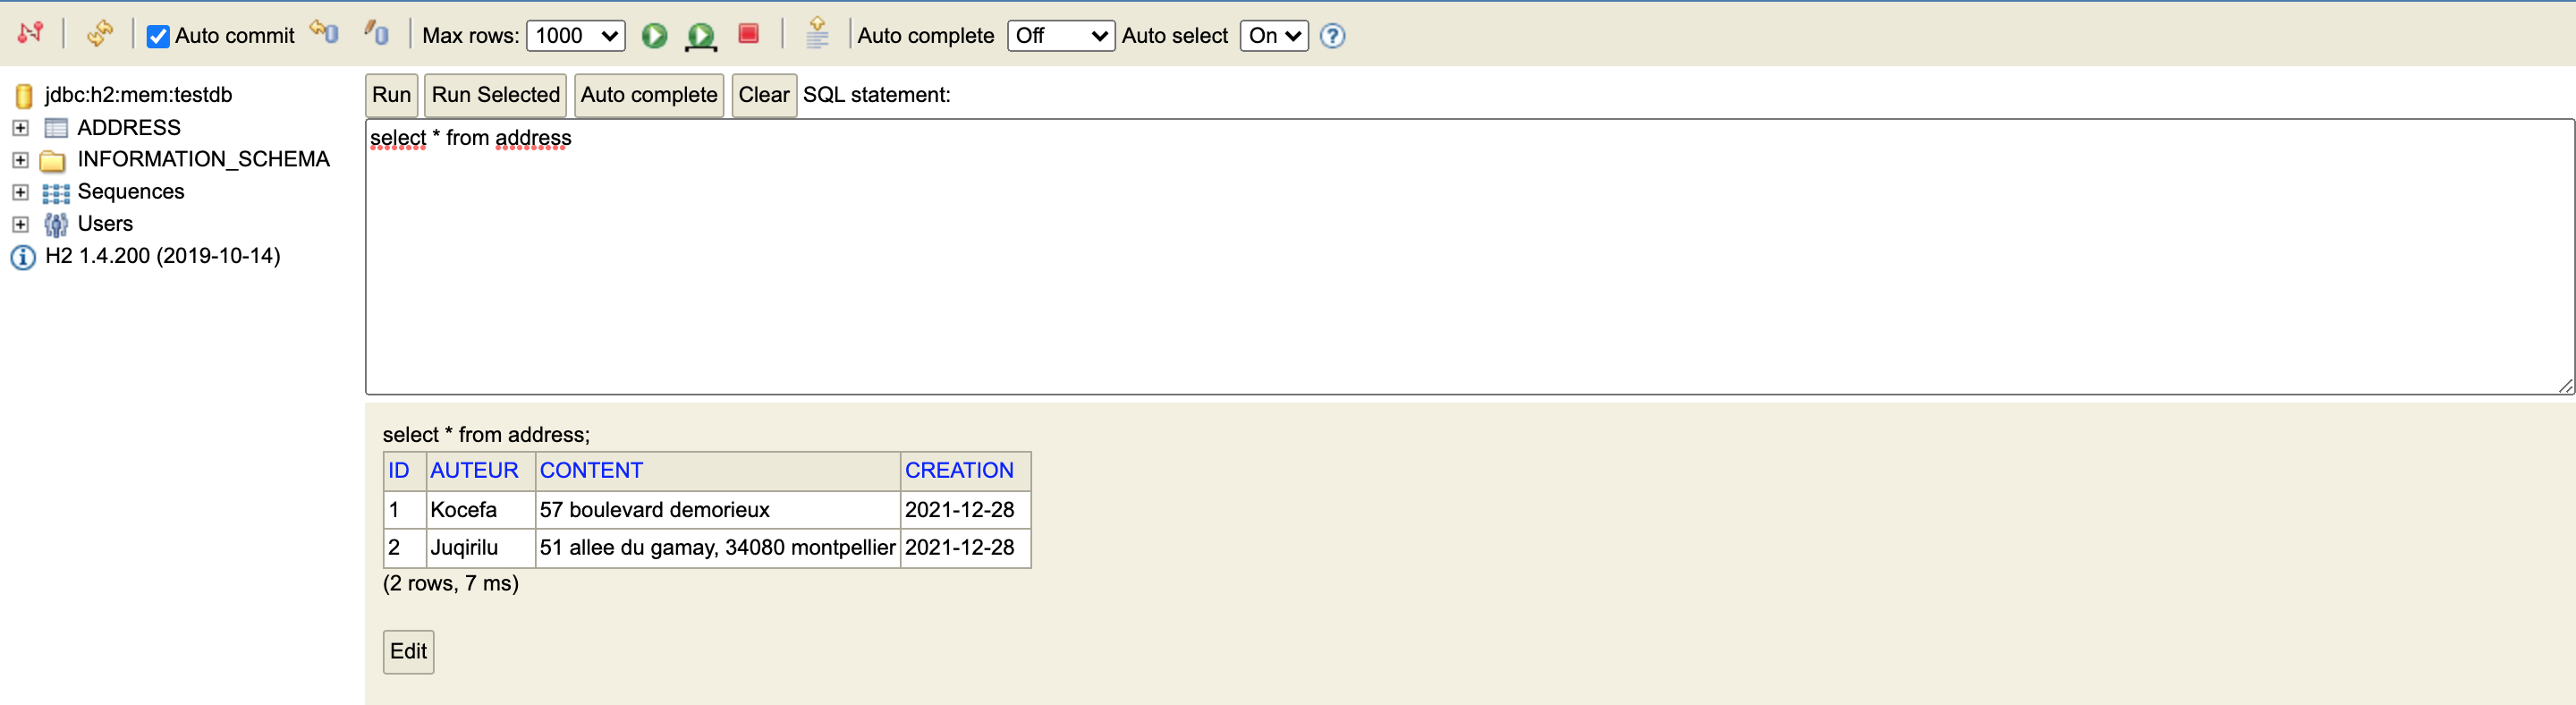 Auto commit Max rows: 1000 Auto complete Off Auto select On ?
jdbc:h2:mem:testdb
ADDRESS
INFORMATION_SCHEMA
Sequences
Users
H2 1.4.200 (2019-10-14)
Run Run Selected Auto complete Clear SQL statement:
select * from address
select * from address;
ID AUTEUR CONTENT CREATION
1 Kocefa 57 boulevard demorieux 2021-12-28
2 Juqirilu 51 allee du gamay, 34080 montpellier 2021-12-28
(2 rows, 7 ms)
Edit